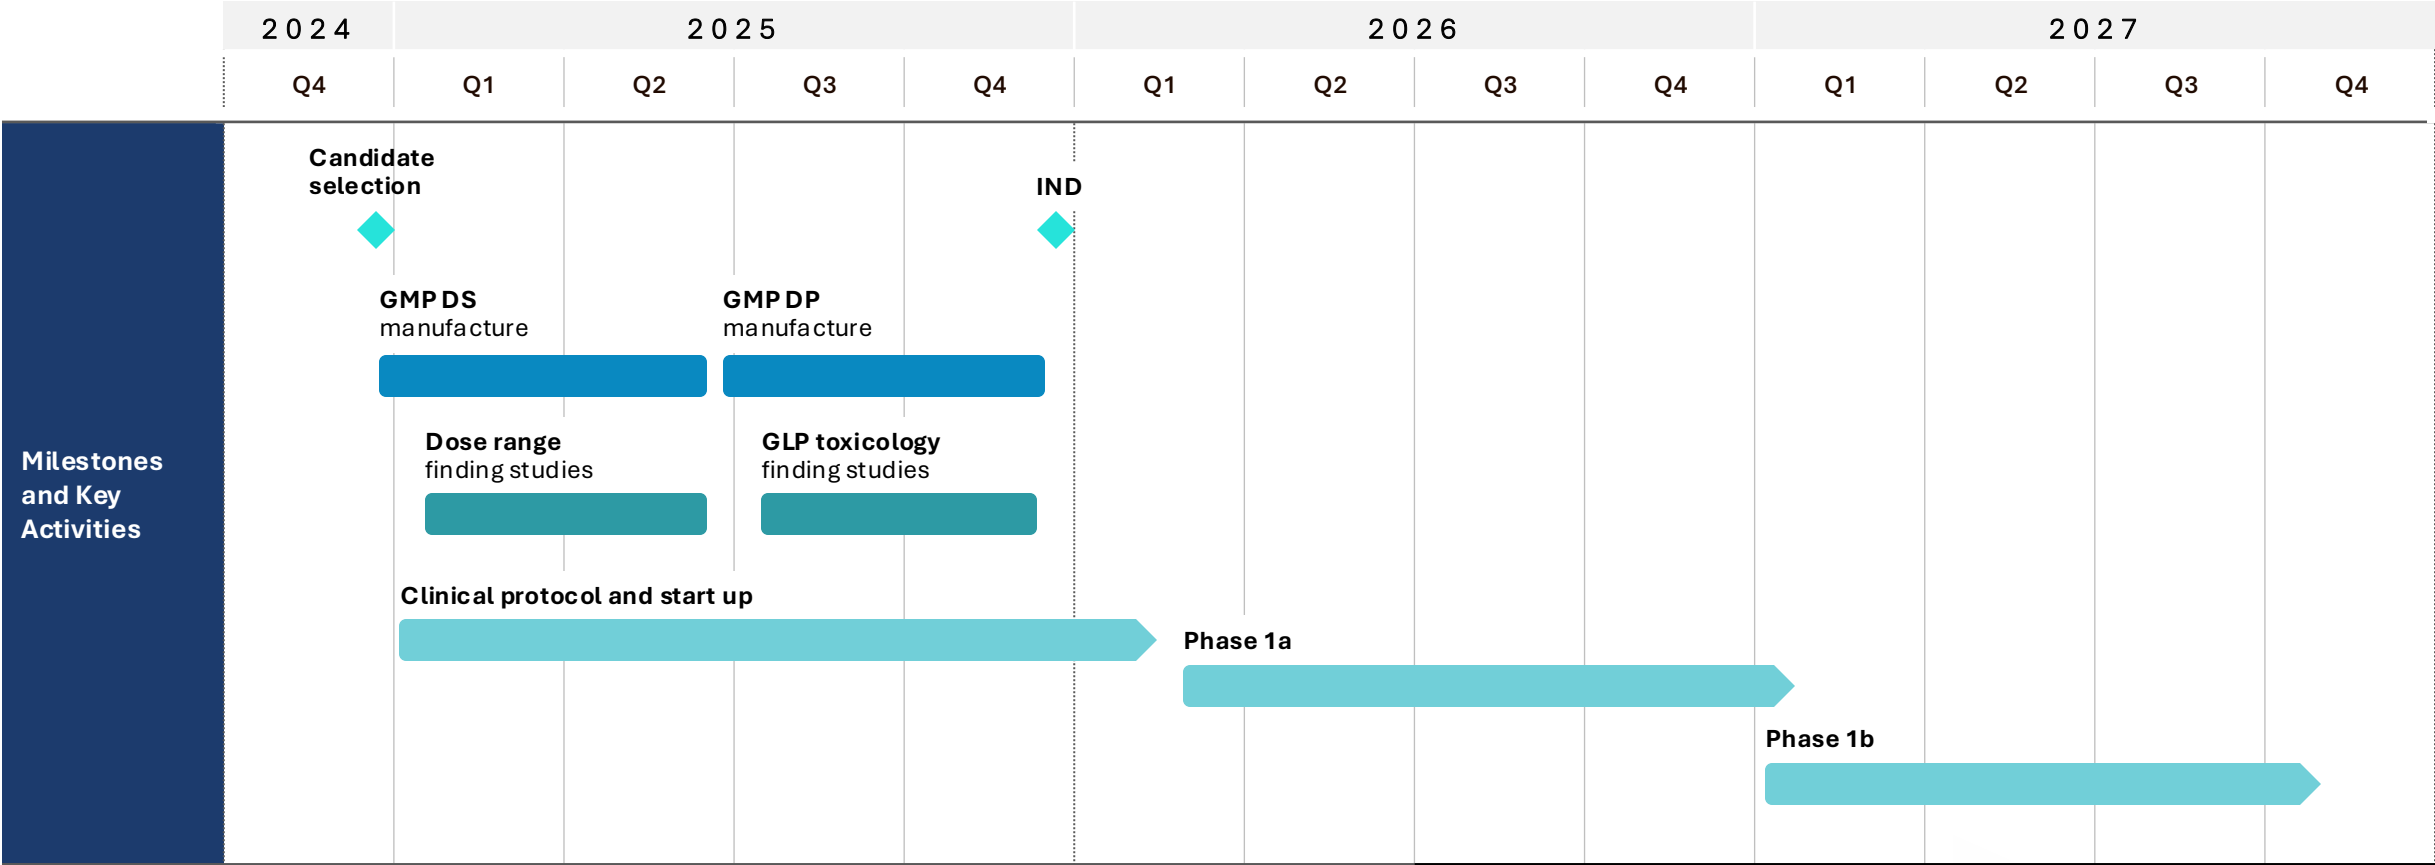 2024 2025 2026 2027
Q4 Q1 Q2 Q3 Q4 Q1 Q2 Q3 Q4 Q1 Q2 Q3 Q4
Milestones
and Key
Activities
Candidate
selection
IND
GMP DS
manufacture
GMP DP
manufacture
Dose range
finding studies
GLP toxicology
finding studies
Clinical protocol and start up
Phase 1a
Phase 1b